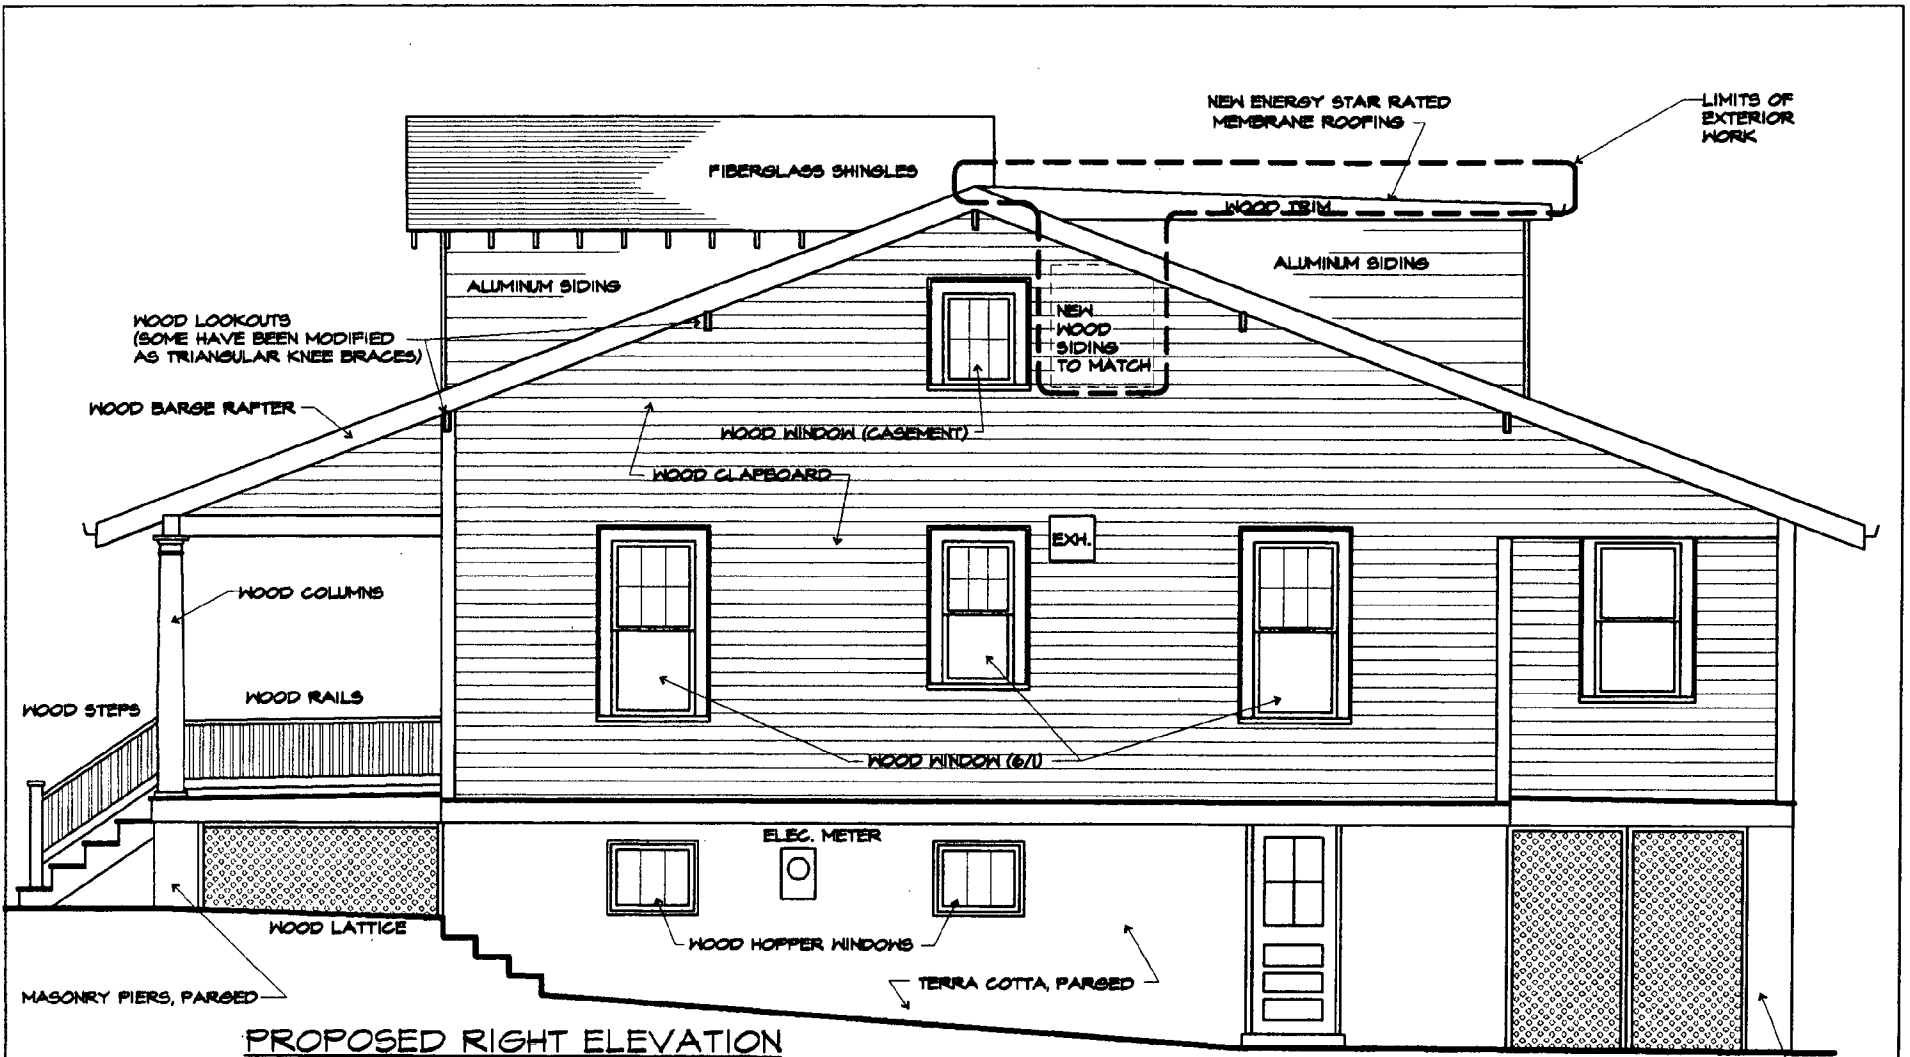 NEW ENERGY STAR RATED
MEMBRANE ROOFING
LIMITS OF
EXTERIOR
WORK
FIBERGLASS SHINGLES
WOOD TRIM
ALUMINUM SIDING
ALUMINUM SIDING
WOOD LOOKOUTS
(SOME HAVE BEEN MODIFIED
AS TRIANGULAR KNEE BRACES)
NEW
WOOD
SIDING
TO MATCH
WOOD BARGE RAFTER
WOOD WINDOW (CASEMENT)
WOOD CLAPBOARD
EXH.
WOOD COLUMNS
WOOD RAILS
WOOD STEPS
WOOD WINDOW (6/1)
ELEC. METER
WOOD LATTICE
WOOD HOPPER WINDOWS
TERRA COTTA, PARGED
MASONRY PIERS, PARGED
PROPOSED RIGHT ELEVATION